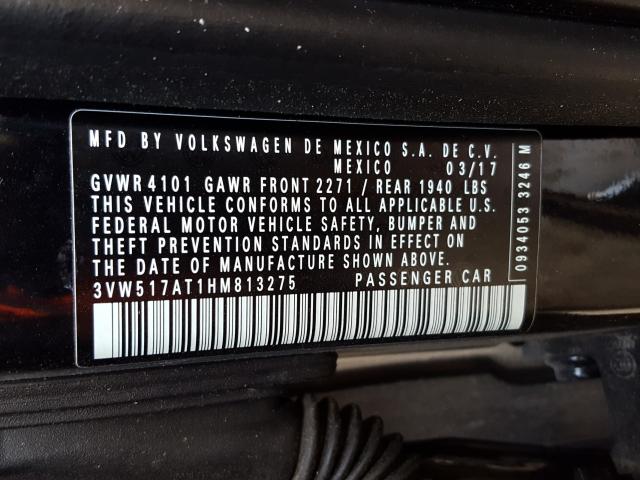 MFD BY VOLKSWAGEN DE MEXICO S.A. DE C.V.
MEXICO 03/17
GVWR 4101 GAWR FRONT 2271 / REAR 1940 LBS
THIS VEHICLE CONFORMS TO ALL APPLICABLE U.S.
FEDERAL MOTOR VEHICLE SAFETY, BUMPER AND
THEFT PREVENTION STANDARDS IN EFFECT ON
THE DATE OF MANUFACTURE SHOWN ABOVE.
3VW517AT1HM813275 PASSENGER CAR
0934053 3246 M